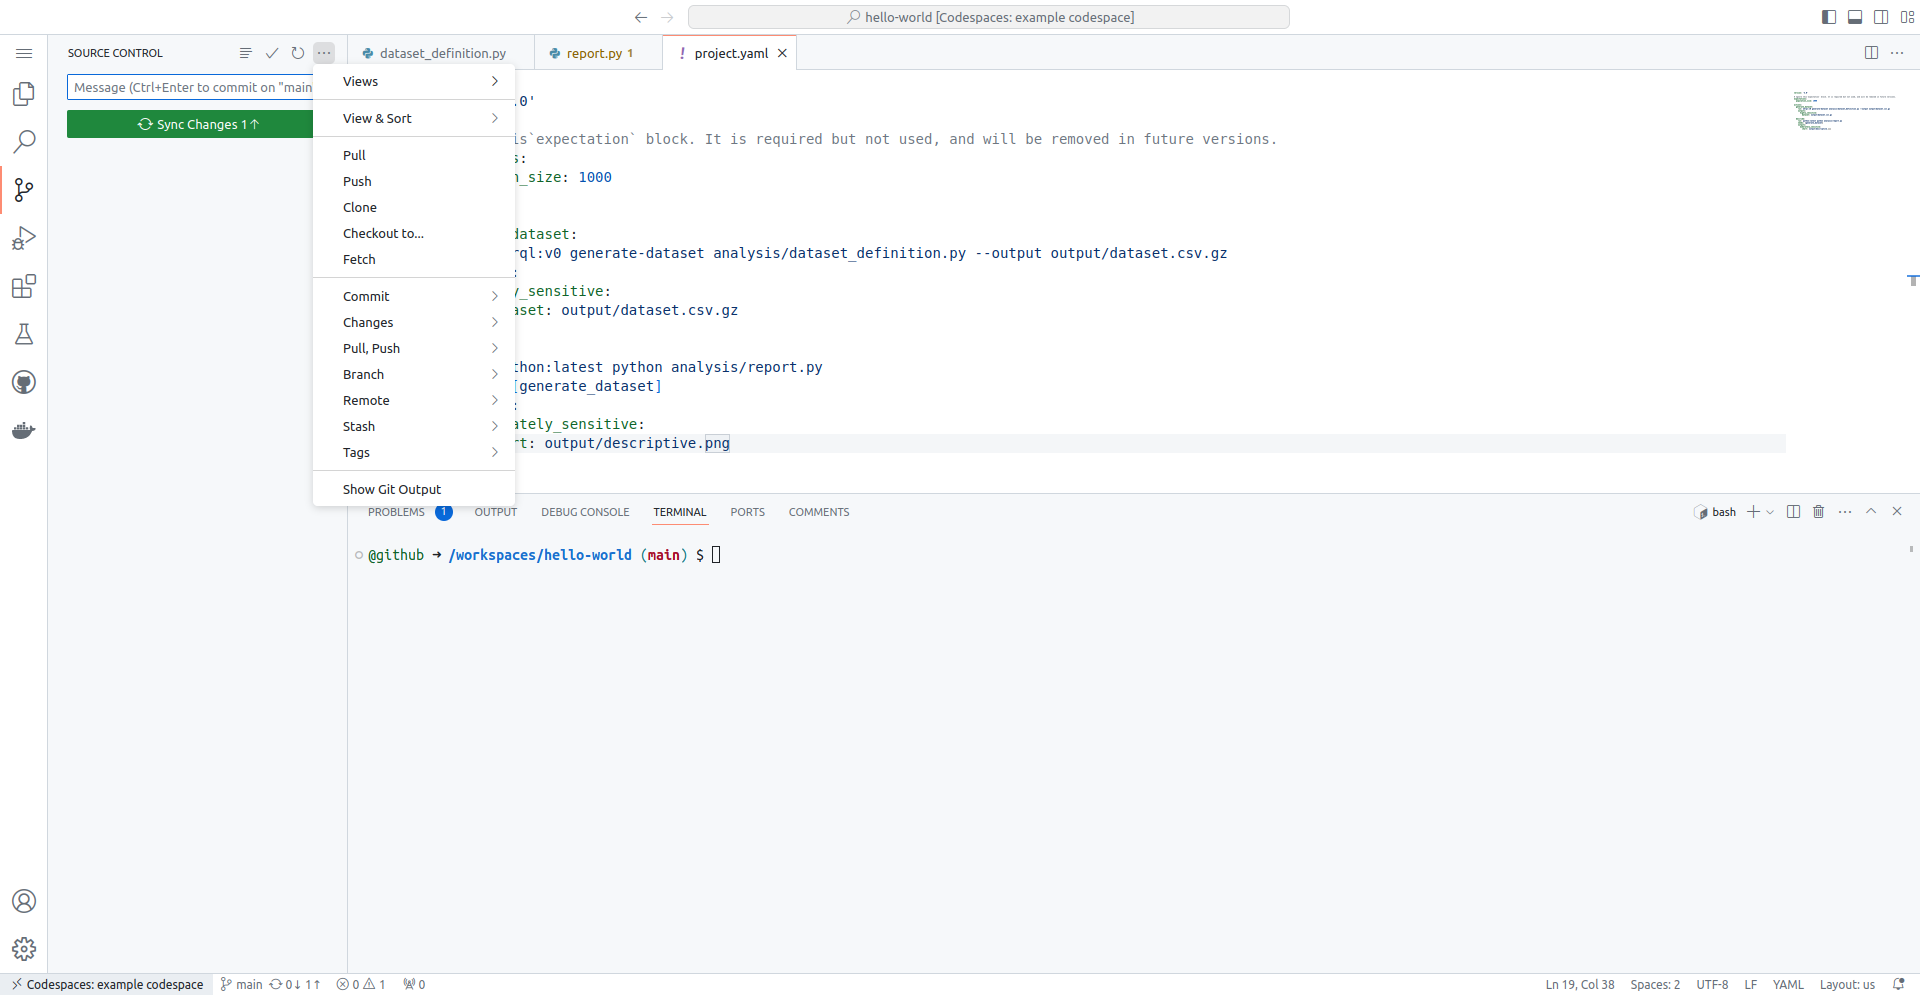 hello-world [Codespaces: example codespace]
SOURCE CONTROL
Message (Ctrl+Enter to commit on "main
Sync Changes 1↑
Views
View & Sort
Pull
Push
Clone
Checkout to...
Fetch
Commit
Changes
Pull, Push
Branch
Remote
Stash
Tags
Show Git Output
dataset_definition.py
report.py 1
! project.yaml
.0'
is`expectation` block. It is required but not used, and will be removed in future versions.
s:
n_size: 1000
dataset:
rql:v0 generate-dataset analysis/dataset_definition.py --output output/dataset.csv.gz
:
y_sensitive:
aset: output/dataset.csv.gz
thon:latest python analysis/report.py
[generate_dataset]
:
ately_sensitive:
rt: output/descriptive.png
PROBLEMS 1 OUTPUT DEBUG CONSOLE TERMINAL PORTS COMMENTS
bash
@github ➜ /workspaces/hello-world (main) $
Codespaces: example codespace main 0↓ 1↑ 0 1 0
Ln 19, Col 38 Spaces: 2 UTF-8 LF YAML Layout: us